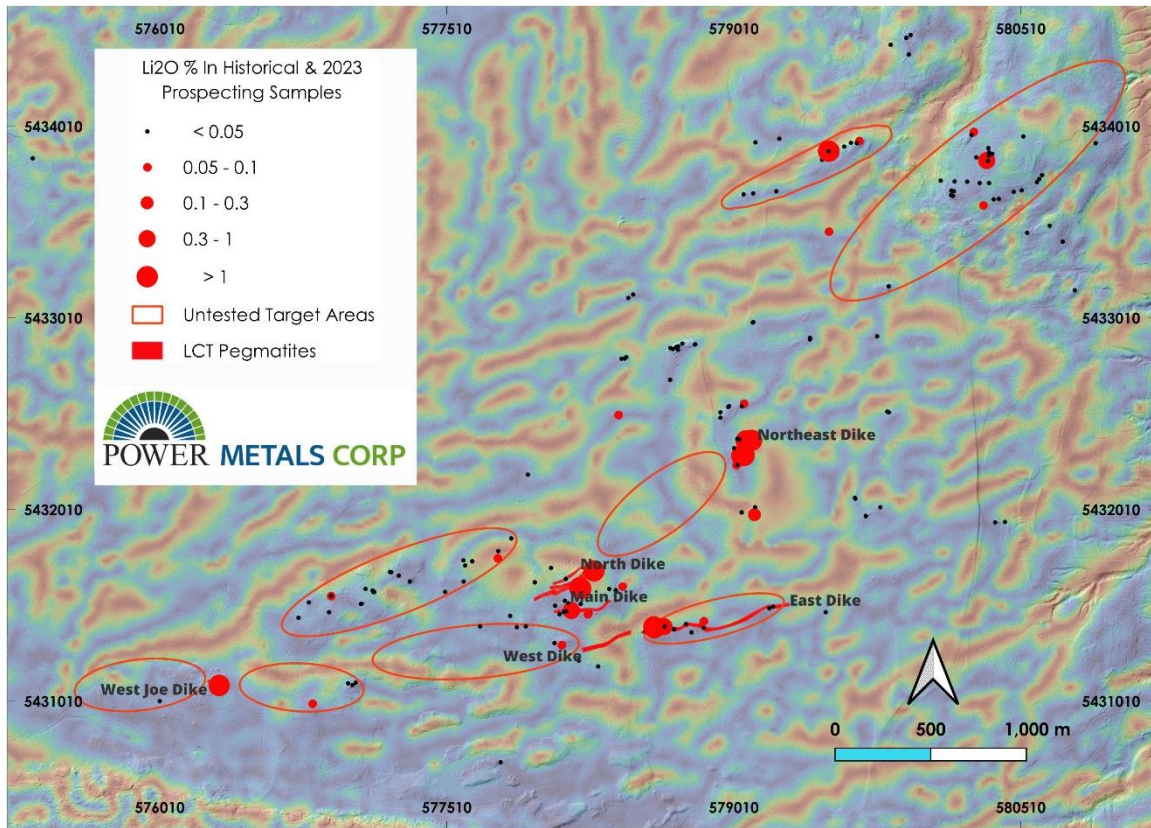 576010 577510 579010 580510
Li2O % In Historical & 2023
Prospecting Samples
< 0.05
0.05 - 0.1
0.1 - 0.3
0.3 - 1
> 1
Untested Target Areas
LCT Pegmatites
POWER METALS CORP
5434010 5434010
5433010 5433010
Northeast Dike
5432010 5432010
North Dike
Main Dike
East Dike
West Dike
West Joe Dike
5431010 5431010
0 500 1,000 m
576010 577510 579010 580510